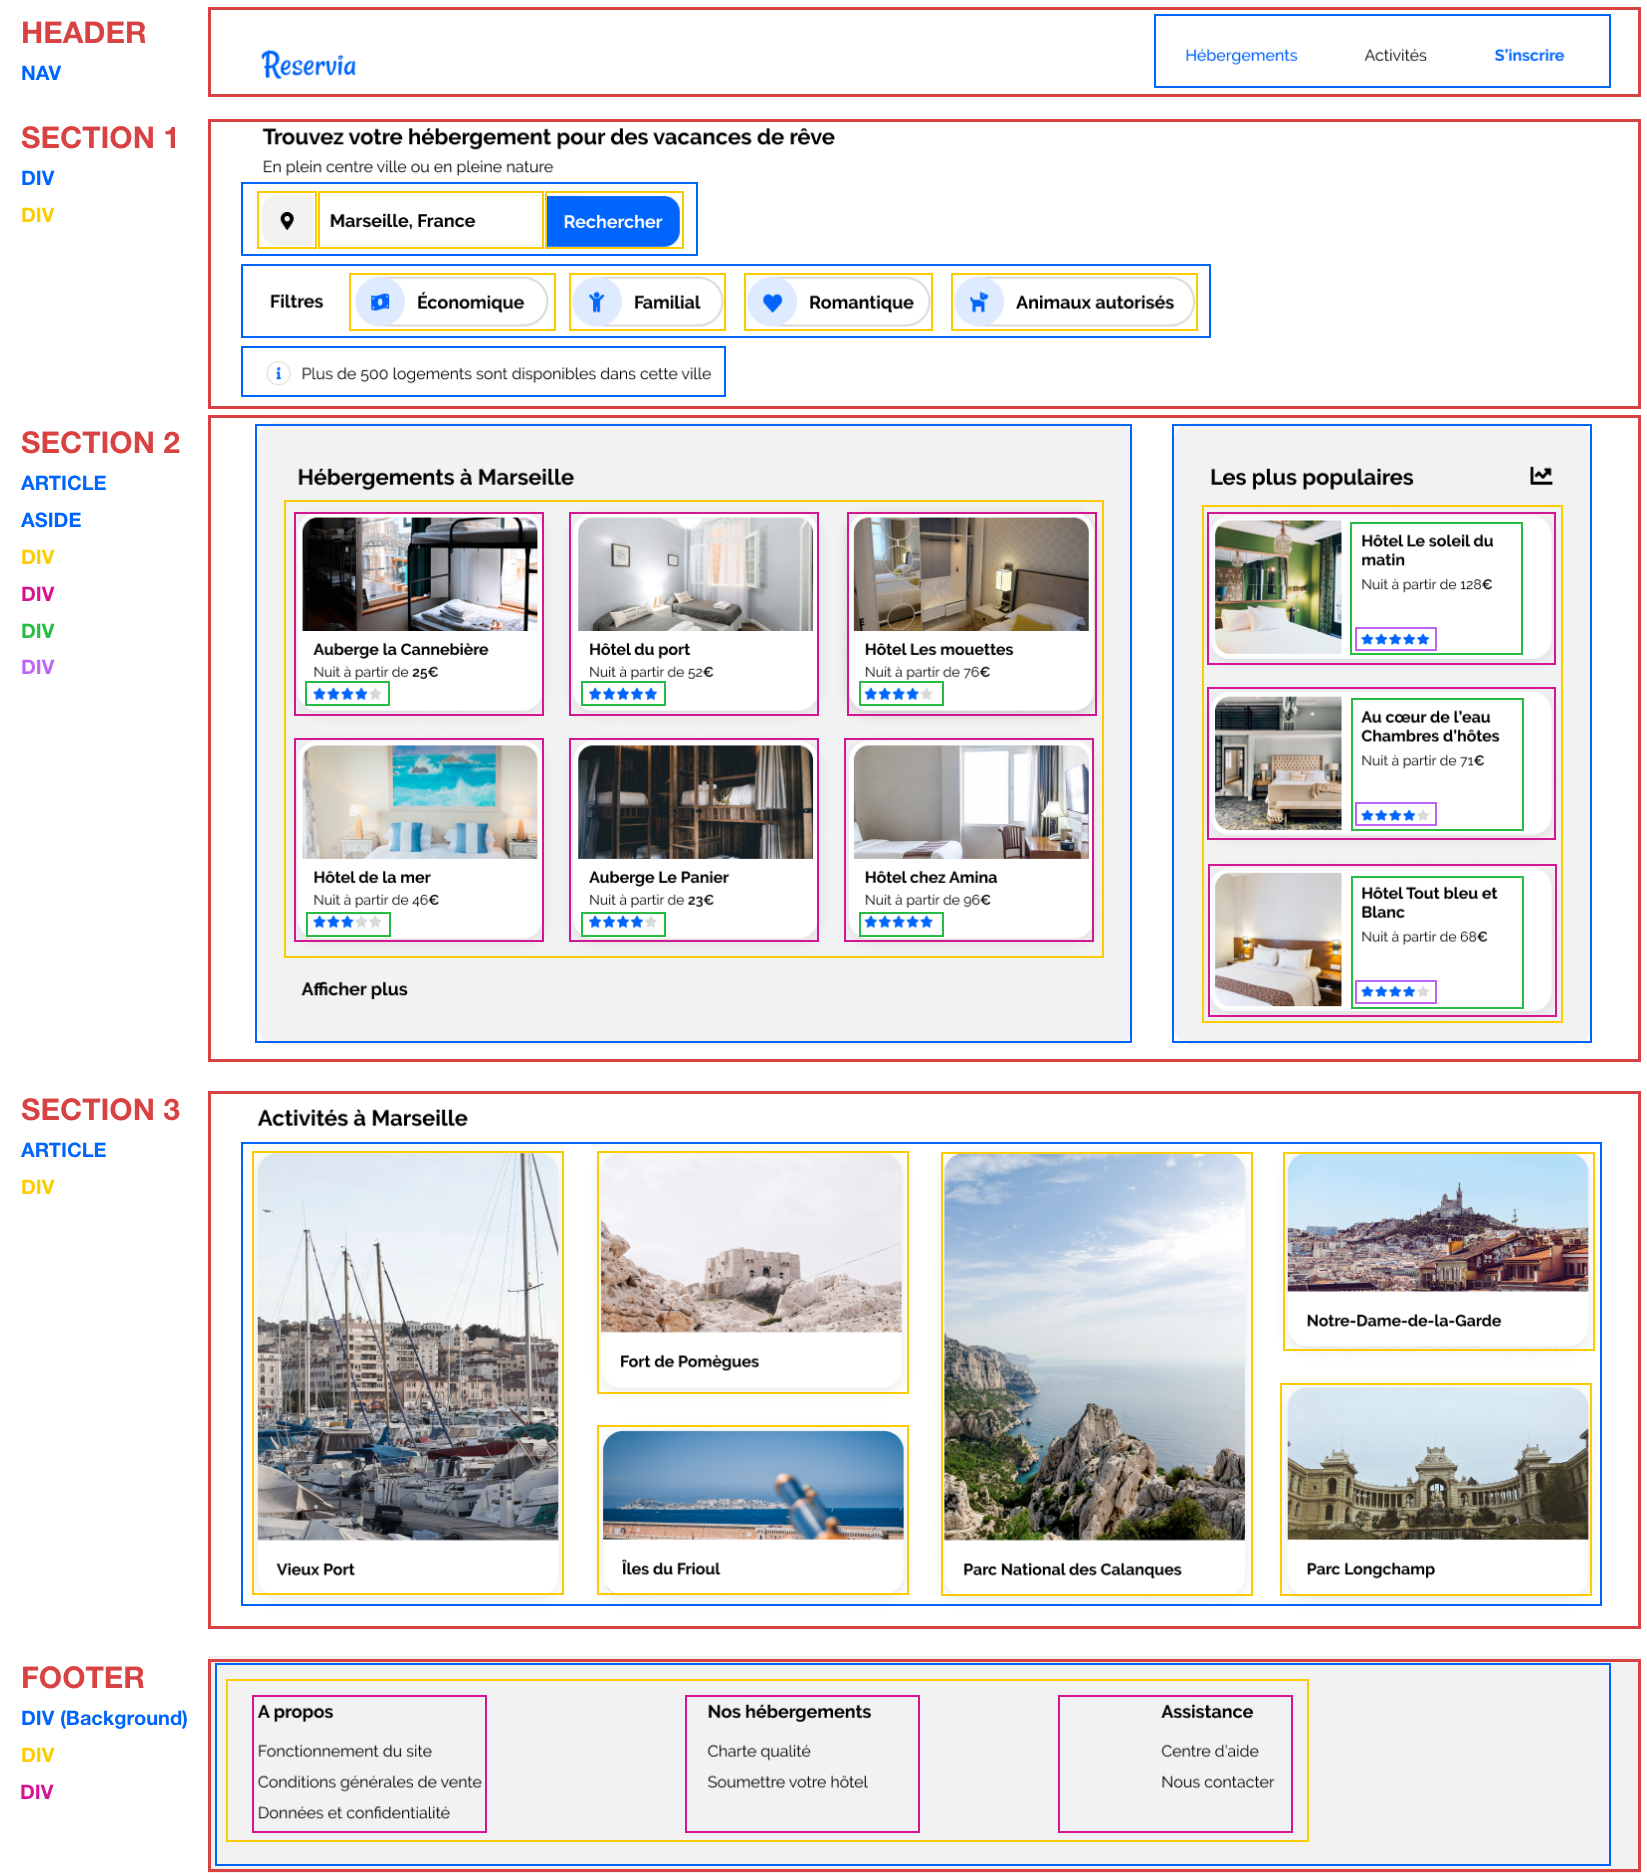 HEADER
NAV
Reservia
Hébergements
Activités
S'inscrire
SECTION 1
DIV
DIV
Trouvez votre hébergement pour des vacances de rêve
En plein centre ville ou en pleine nature
Marseille, France
Rechercher
Filtres
Économique
Familial
Romantique
Animaux autorisés
Plus de 500 logements sont disponibles dans cette ville
SECTION 2
ARTICLE
ASIDE
DIV
DIV
DIV
DIV
Hébergements à Marseille
Auberge la Cannebière
Nuit à partir de 25€
Hôtel du port
Nuit à partir de 52€
Hôtel Les mouettes
Nuit à partir de 76€
Hôtel de la mer
Nuit à partir de 46€
Auberge Le Panier
Nuit à partir de 23€
Hôtel chez Amina
Nuit à partir de 96€
Afficher plus
Les plus populaires
Hôtel Le soleil du
matin
Nuit à partir de 128€
Au cœur de l'eau
Chambres d'hôtes
Nuit à partir de 71€
Hôtel Tout bleu et
Blanc
Nuit à partir de 68€
SECTION 3
ARTICLE
DIV
Activités à Marseille
Vieux Port
Fort de Pomègues
Îles du Frioul
Parc National des Calanques
Notre-Dame-de-la-Garde
Parc Longchamp
FOOTER
DIV (Background)
DIV
DIV
A propos
Fonctionnement du site
Conditions générales de vente
Données et confidentialité
Nos hébergements
Charte qualité
Soumettre votre hôtel
Assistance
Centre d'aide
Nous contacter